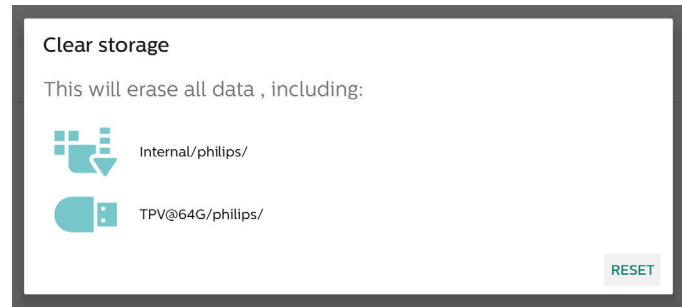 Clear storage
This will erase all data , including:
Internal/philips/
TPV@64G/philips/
RESET